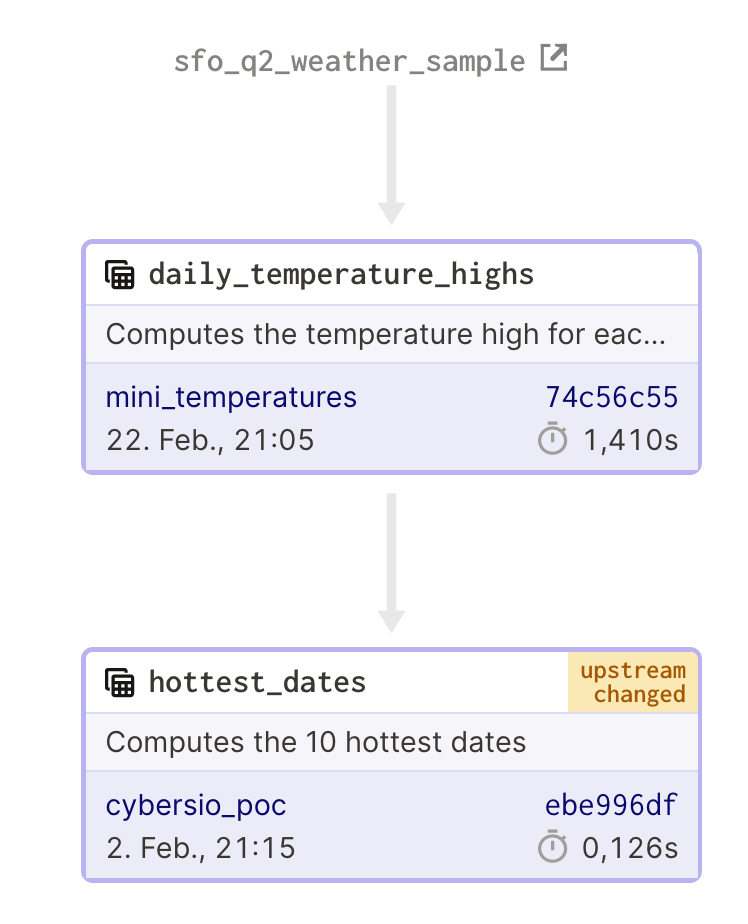 sfo_q2_weather_sample
daily_temperature_highs
Computes the temperature high for eac...
mini_temperatures 74c56c55
22. Feb., 21:05 1,410s
hottest_dates upstream
changed
Computes the 10 hottest dates
cybersio_poc ebe996df
2. Feb., 21:15 0,126s